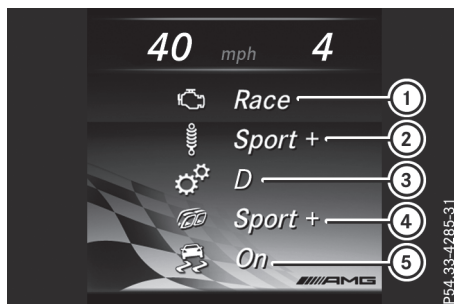 40 mph 4
Race 1
Sport + 2
D 3
Sport + 4
On 5
AMG
P54.33-4285-31